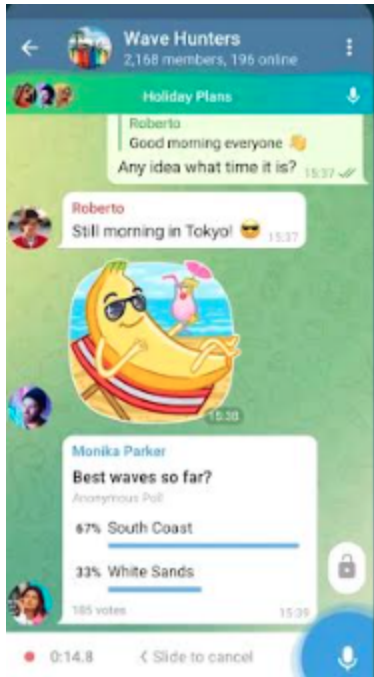 Wave Hunters
2,168 members, 196 online
Holiday Plans
Roberto
Good morning everyone 👋
Any idea what time it is? 15:37
Roberto
Still morning in Tokyo! 😎 15:37
15:38
Monika Parker
Best waves so far?
Anonymous Poll
67% South Coast
33% White Sands
185 votes 15:39
0:14.8 < Slide to cancel